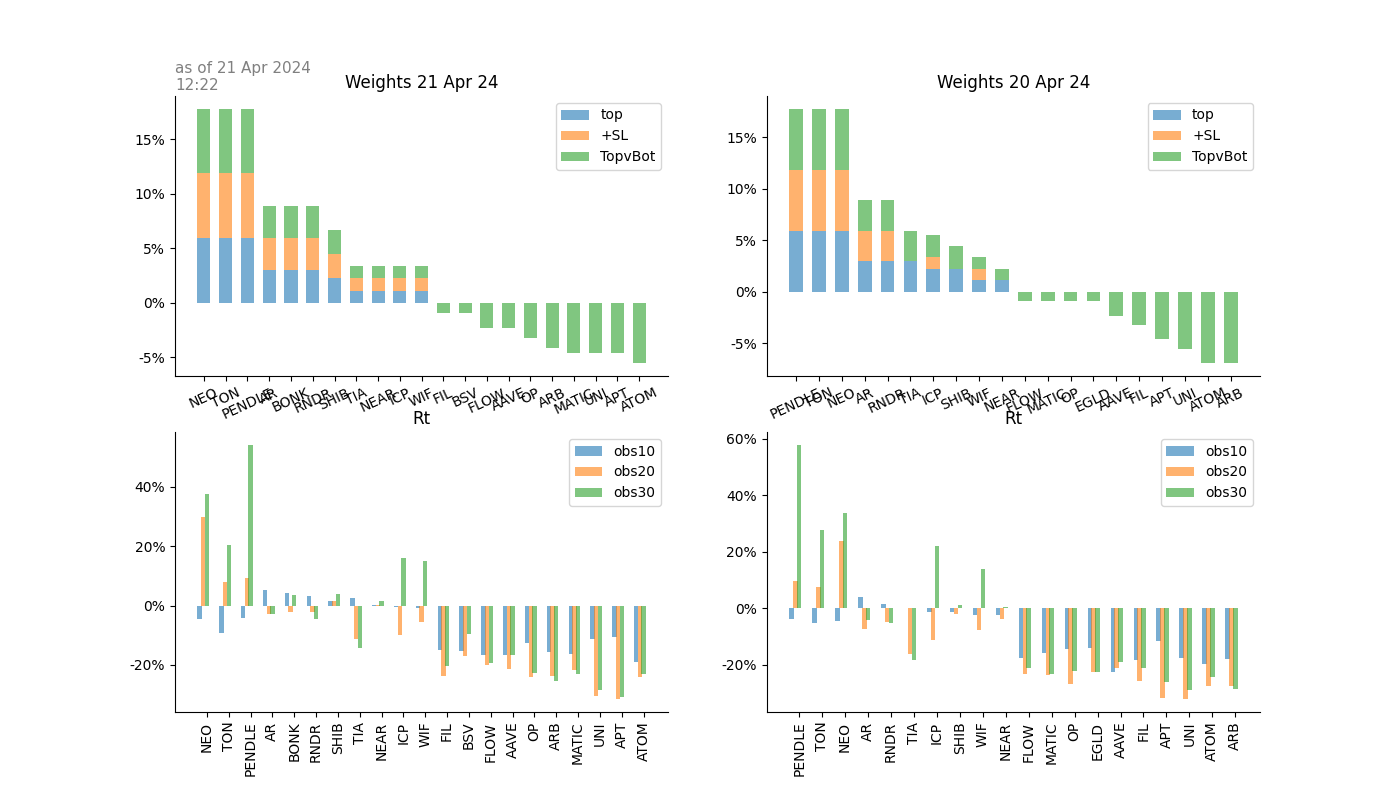 as of 21 Apr 2024
12:22
Weights 21 Apr 24
top
+SL
TopvBot
15%
10%
5%
0%
-5%
NEO TON PENDLE AR BONK RNDR SHIB TIA NEAR ICP WIF FIL BSV FLOW AAVE OP ARB MATIC UNI APT ATOM
Weights 20 Apr 24
top
+SL
TopvBot
15%
10%
5%
0%
-5%
PENDLE TON NEO AR RNDR TIA ICP SHIB WIF NEAR FLOW MATIC OP EGLD AAVE FIL APT UNI ATOM ARB
Rt
obs10
obs20
obs30
40%
20%
0%
-20%
NEO TON PENDLE AR BONK RNDR SHIB TIA NEAR ICP WIF FIL BSV FLOW AAVE OP ARB MATIC UNI APT ATOM
Rt
obs10
obs20
obs30
60%
40%
20%
0%
-20%
PENDLE TON NEO AR RNDR TIA ICP SHIB WIF NEAR FLOW MATIC OP EGLD AAVE FIL APT UNI ATOM ARB